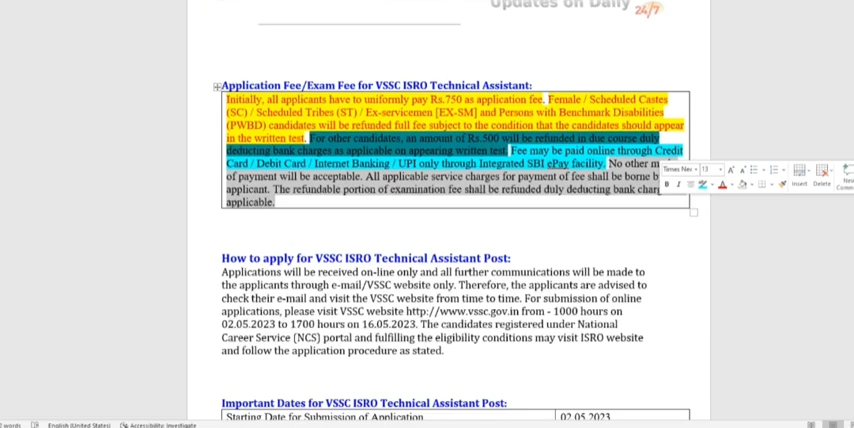 Updates on Daily 24/7
Application Fee/Exam Fee for VSSC ISRO Technical Assistant:
Initially, all applicants have to uniformly pay Rs.750 as application fee. Female / Scheduled Castes
(SC) / Scheduled Tribes (ST) / Ex-servicemen [EX-SM] and Persons with Benchmark Disabilities
(PWBD) candidates will be refunded full fee subject to the condition that the candidates should appear
in the written test. For other candidates, an amount of Rs.500 will be refunded in due course duly
deducting bank charges as applicable on appearing written test. Fee may be paid online through Credit
Card / Debit Card / Internet Banking / UPI only through Integrated SBI ePay facility. No other m
of payment will be acceptable. All applicable service charges for payment of fee shall be borne b
applicant. The refundable portion of examination fee shall be refunded duly deducting bank char
applicable.
Times New 13
B I
Insert Delete New
Comm
How to apply for VSSC ISRO Technical Assistant Post:
Applications will be received on-line only and all further communications will be made to
the applicants through e-mail/VSSC website only. Therefore, the applicants are advised to
check their e-mail and visit the VSSC website from time to time. For submission of online
applications, please visit VSSC website http://www.vssc.gov.in from - 1000 hours on
02.05.2023 to 1700 hours on 16.05.2023. The candidates registered under National
Career Service (NCS) portal and fulfilling the eligibility conditions may visit ISRO website
and follow the application procedure as stated.
Important Dates for VSSC ISRO Technical Assistant Post:
Starting Date for Submission of Application 02.05.2023
words English (United States) Accessibility: Investigate